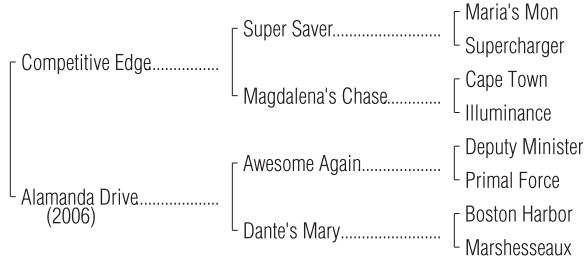 Maria's Mon
Super Saver........................
Supercharger
Competitive Edge................
Cape Town
Magdalena's Chase............
Illuminance
Deputy Minister
Awesome Again..................
Primal Force
Alamanda Drive..................
(2006)
Boston Harbor
Dante's Mary......................
Marshesseaux